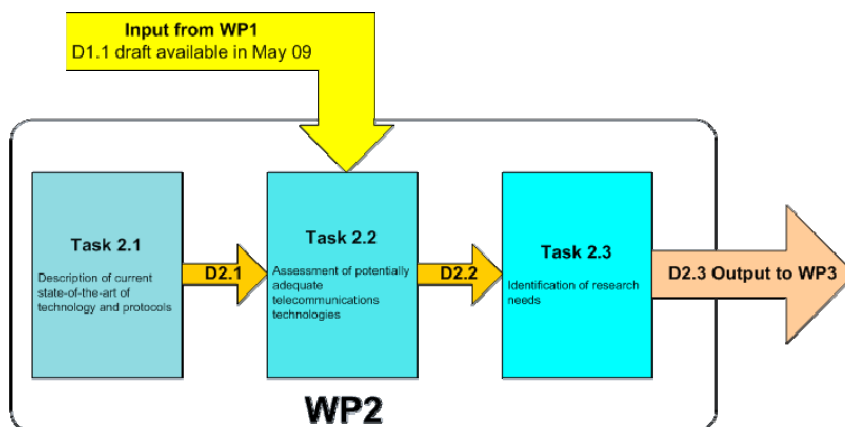 Input from WP1
D1.1 draft available in May 09
Task 2.1
Description of current
state-of-the-art of
technology and protocols
D2.1
Task 2.2
Assessment of potentially
adequate
telecommunications
technologies
D2.2
Task 2.3
Identification of research
needs
D2.3 Output to WP3
WP2